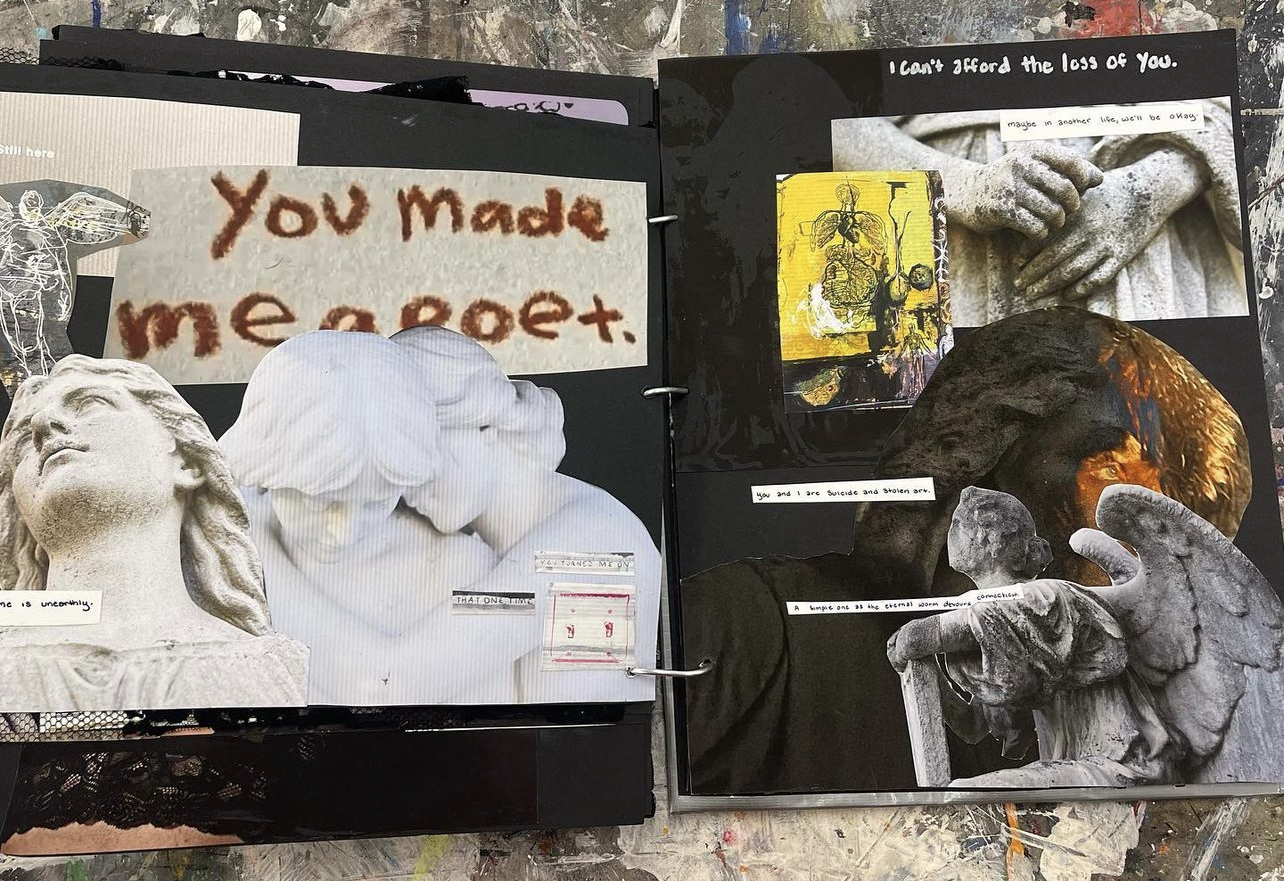 still here
You made
me a poet.
me is unearthly.
YOU TURNED ME ON
THAT ONE TIME
I can't afford the loss of you.
maybe in another life, we'll be okay.
you and I are Suicide and Stolen art.
A simple one as the eternal worm devours connecticut.